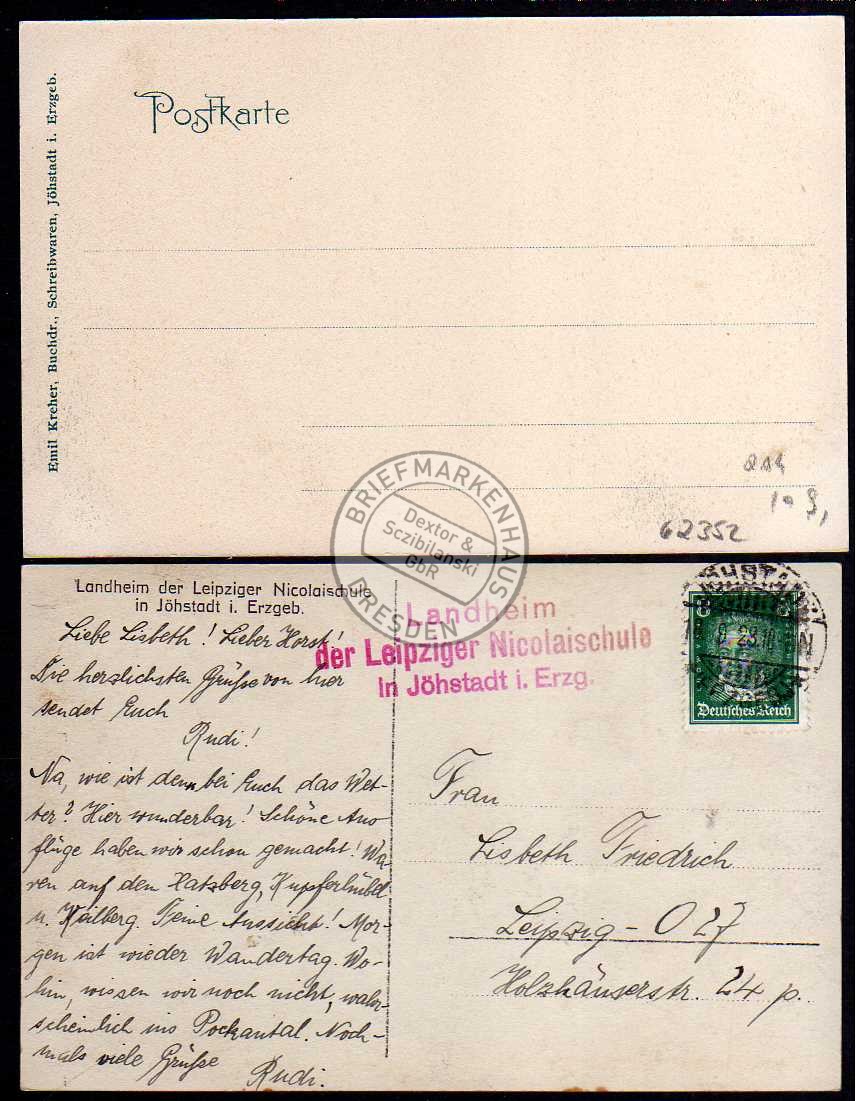 Postkarte
Emil Kreher, Buchdr., Schreibwaren, Jöhstadt i. Erzgeb.
62352
BRIEFMARKENHAUS
Dextor &
Sczibilanski
GbR
DRESDEN
Landheim der Leipziger Nicolaischule
in Jöhstadt i. Erzgeb.
Liebe Lisbeth! Lieber Horst!
Die herzlichsten Grüße von hier
sendet Euch
Rudi!
Na, wie ist denn bei Euch das Wet-
ter? Hier wunderbar! Schöne Aus
flüge haben wir schon gemacht! Wa
ren auf den Hatzberg, Kupferhübel
u. Keilberg. Feine Aussicht! Mor-
gen ist wieder Wandertag. Wo-
hin, wissen wir noch nicht, wahr-
scheinlich ins Pockautal. Noch-
mals viele Grüße
Rudi.
Landheim
der Leipziger Nicolaischule
in Jöhstadt i. Erzg.
JÖHSTADT
8
Deutsches Reich
Frau
Lisbeth Friedrich
Leipzig - O 27
Holzhäuserstr. 24 p.